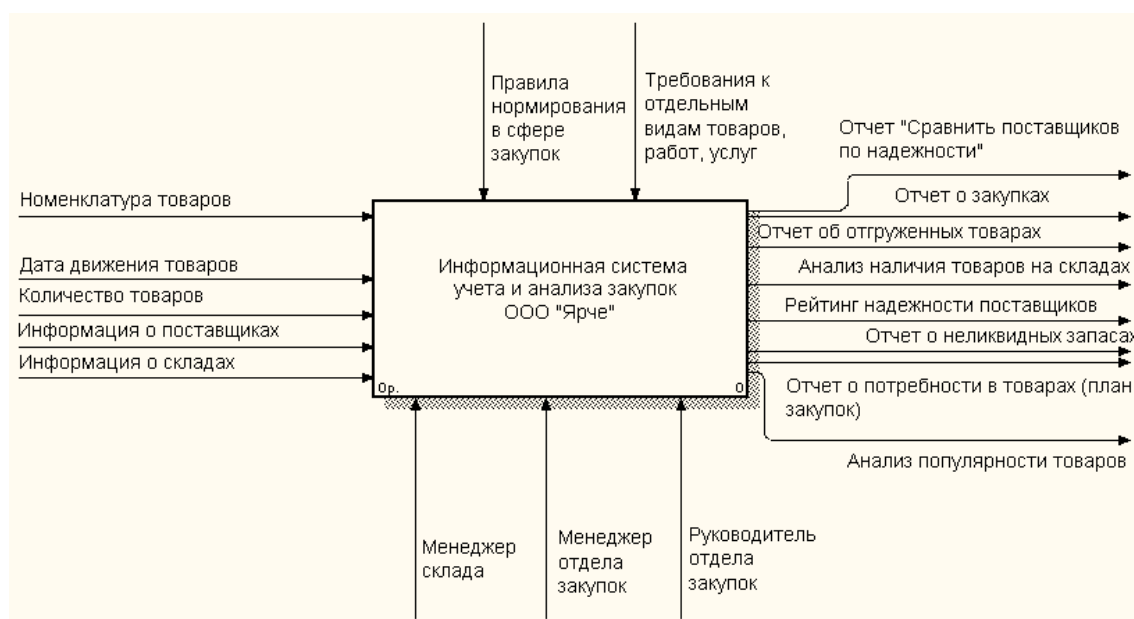 Правила
нормирования
в сфере
закупок
Требования к
отдельным
видам товаров,
работ, услуг
Отчет "Сравнить поставщиков
по надежности"
Номенклатура товаров
Отчет о закупках
Отчет об отгруженных товарах
Дата движения товаров
Количество товаров
Информация о поставщиках
Информация о складах
Информационная система
учета и анализа закупок
ООО "Ярче"
0р.
0
Анализ наличия товаров на складах
Рейтинг надежности поставщиков
Отчет о неликвидных запасах
Отчет о потребности в товарах (план
закупок)
Анализ популярности товаров
Менеджер
склада
Менеджер
отдела
закупок
Руководитель
отдела
закупок